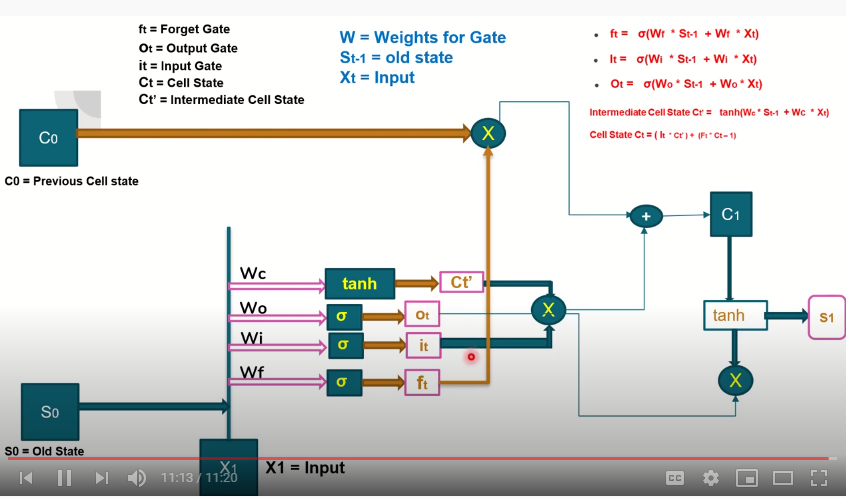 ft = Forget Gate
Ot = Output Gate
it = Input Gate
Ct = Cell State
Ct' = Intermediate Cell State
W = Weights for Gate
St-1 = old state
Xt = Input
• ft = σ(Wf * St-1 + Wf * Xt)
• It = σ(Wi * St-1 + Wi * Xt)
• Ot = σ(Wo * St-1 + Wo * Xt)
Intermediate Cell State Ct' = tanh(Wc * St-1 + Wc * Xt)
Cell State Ct = ( It * Ct' ) + (Ft * Ct – 1)
C0
X
C0 = Previous Cell state
+
C1
Wc
tanh
Ct'
Wo
σ
Ot
X
tanh
S1
Wi
σ
it
Wf
σ
ft
X
S0
S0 = Old State
X1
X1 = Input
11:13 / 11:20
CC